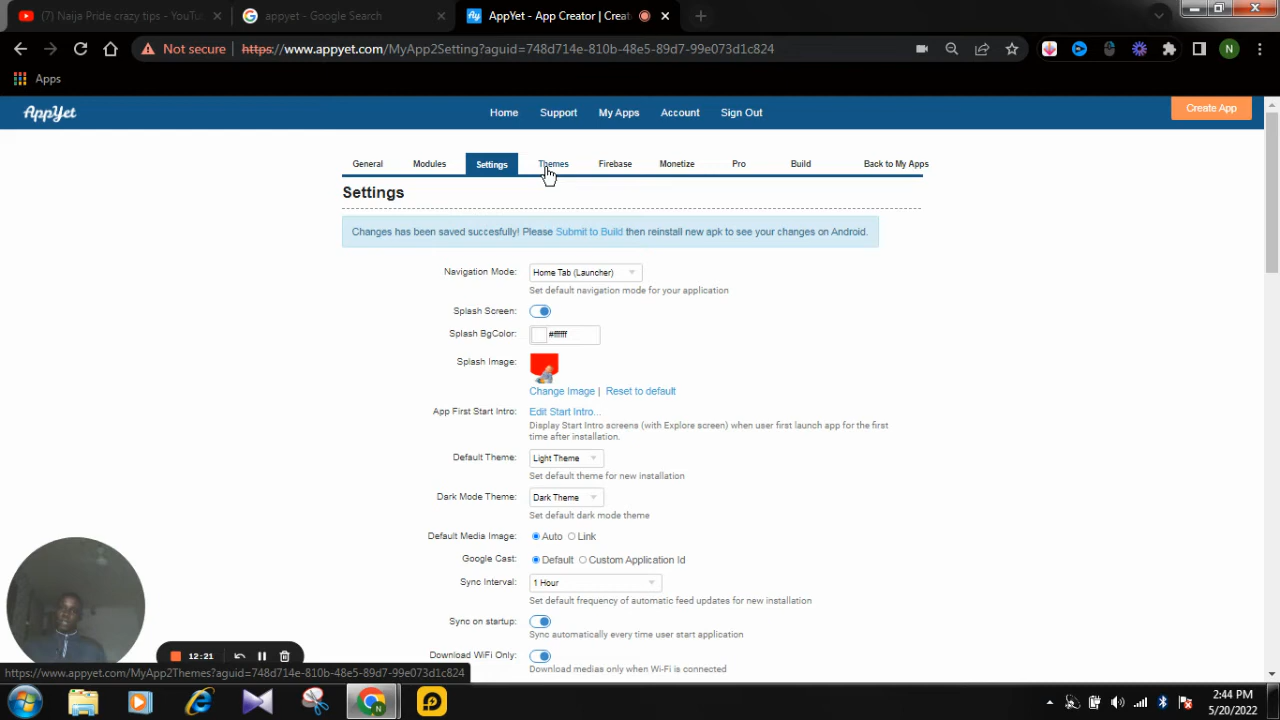 Naija Pride crazy tips - YouTu
appyet - Google Search
AppYet - App Creator | Creat
Not secure
https://www.appyet.com/MyApp2Setting?aguid=748d714e-810b-48e5-8d97-99e073d1c824
N
Apps
AppYet
Home
Support
My Apps
Account
Sign Out
Create App
General
Modules
Settings
Themes
Firebase
Monetize
Pro
Build
Back to My Apps
Settings
Changes has been saved succesfully! Please Submit to Build then reinstall new apk to see your changes on Android.
Navigation Mode: Home Tab (Launcher)
Set default navigation mode for your application
Splash Screen:
Splash BgColor: #ffffff
Splash Image:
Change Image | Reset to default
App First Start Intro: Edit Start Intro...
Display Start Intro screens (with Explore screen) when user first launch app for the first
time after installation.
Default Theme: Light Theme
Set default theme for new installation
Dark Mode Theme: Dark Theme
Set default dark mode theme
Default Media Image: Auto Link
Google Cast: Default Custom Application Id
Sync Interval: 1 Hour
Set default frequency of automatic feed updates for new installation
Sync on startup:
Sync automatically every time user start application
Download WiFi Only:
Download medias only when Wi-Fi is connected
12:21
https://www.appyet.com/MyApp2Themes?aguid=748d714e-810b-48e5-8d97-99e073d1c824
2:44 PM
5/20/2022